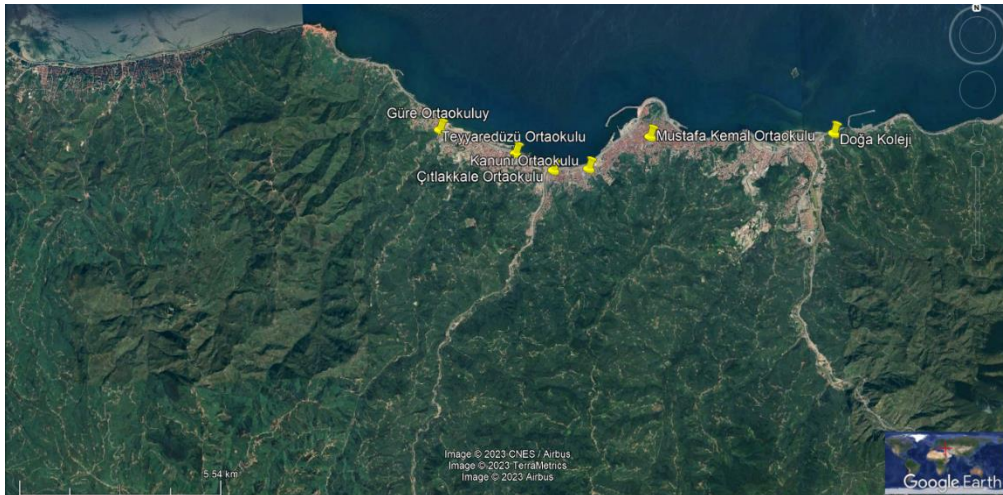 N
Güre Ortaokuluy
Teyyaredüzü Ortaokulu
Mustafa Kemal Ortaokulu
Doğa Koleji
Kanuni Ortaokulu
Çıtlakkale Ortaokulu
Image © 2023 CNES / Airbus
Image © 2023 TerraMetrics
Image © 2023 Airbus
5.54 km
Google Earth